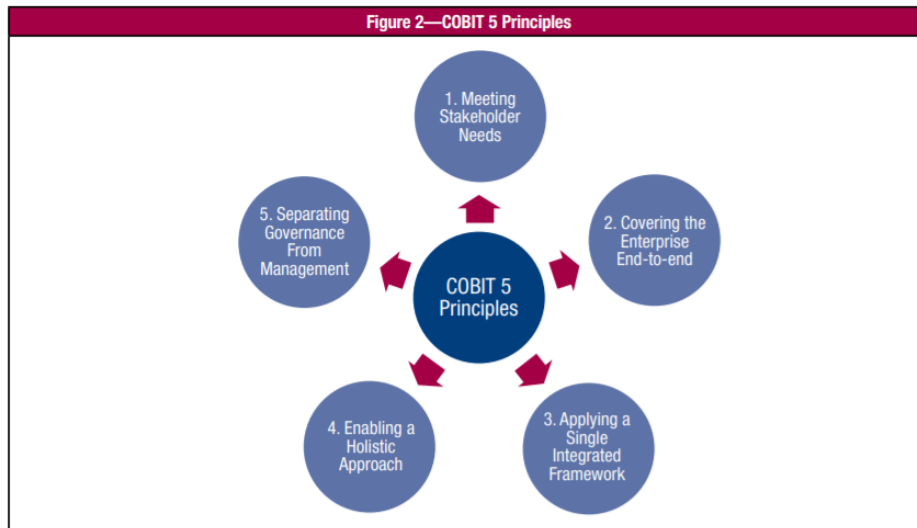 Figure 2—COBIT 5 Principles
1. Meeting
Stakeholder
Needs
5. Separating
Governance
From
Management
2. Covering the
Enterprise
End-to-end
COBIT 5
Principles
4. Enabling a
Holistic
Approach
3. Applying a
Single
Integrated
Framework